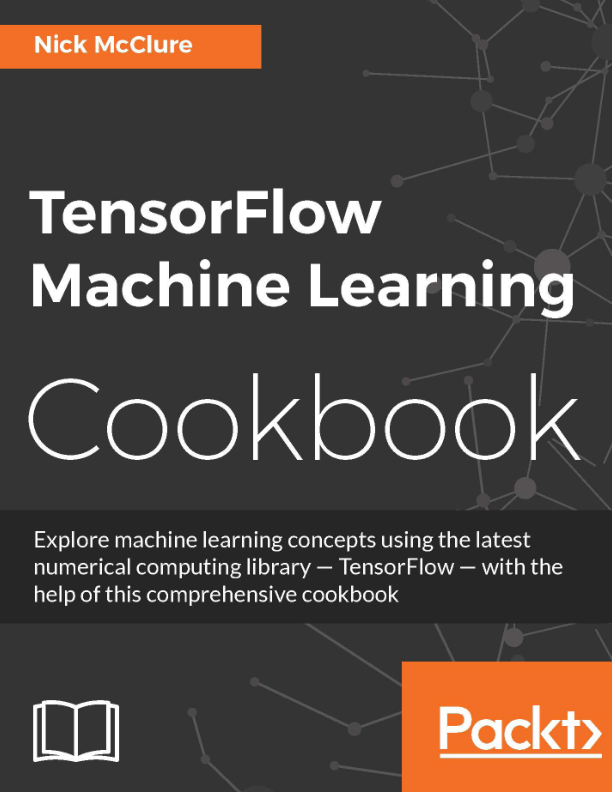 Nick McClure
TensorFlow
Machine Learning
Cookbook
Explore machine learning concepts using the latest
numerical computing library — TensorFlow — with the
help of this comprehensive cookbook
Packt>